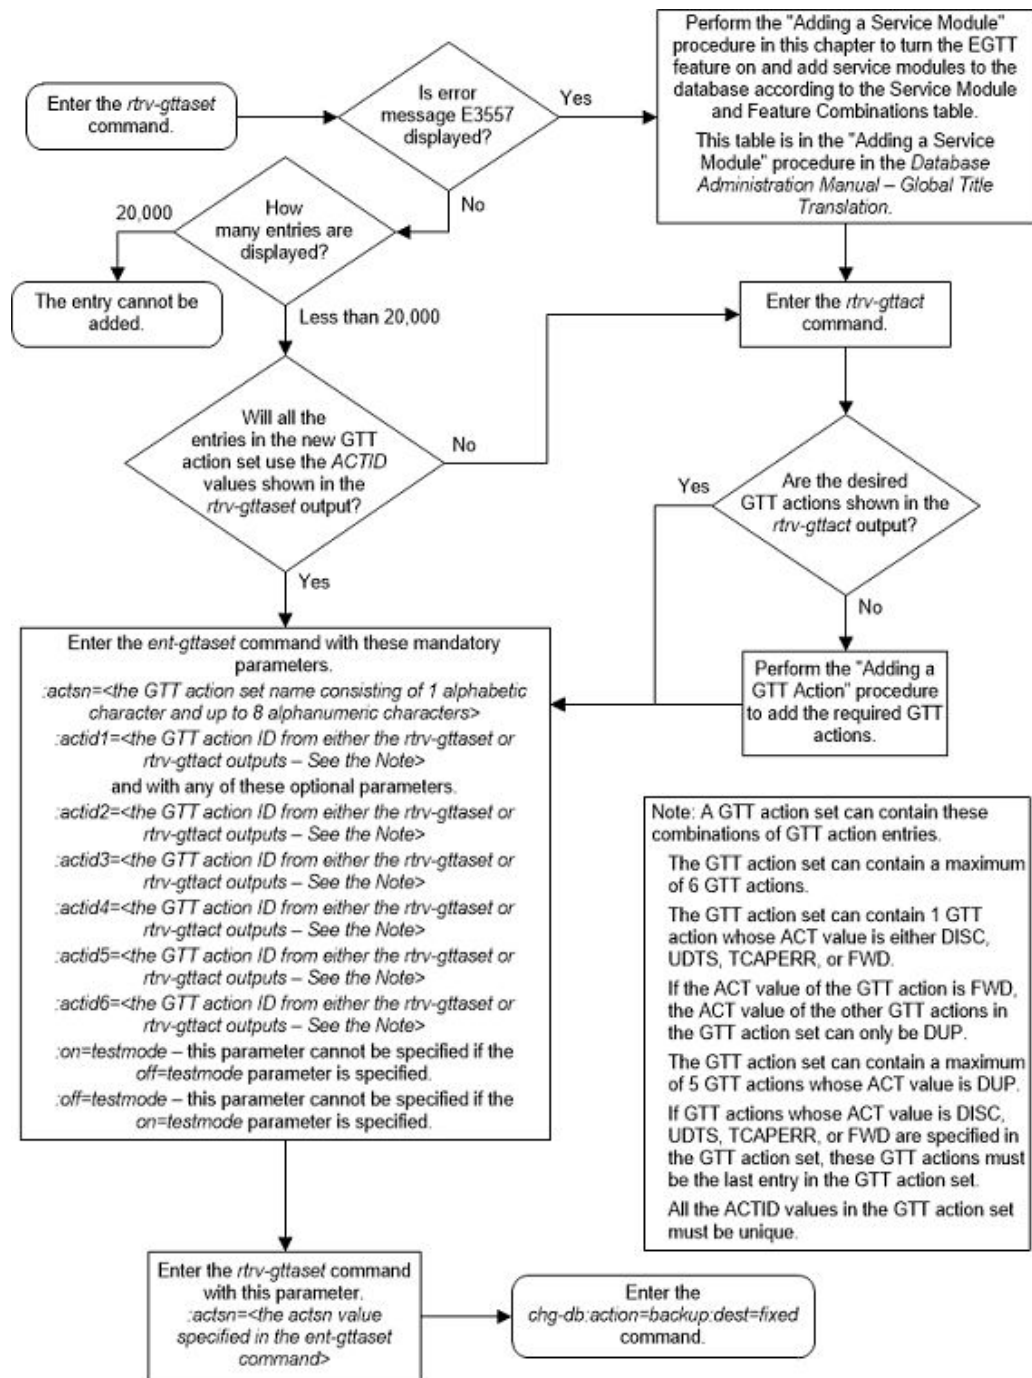 Enter the rtrv-gttaset
command.
Is error
message E3557
displayed?
Yes
Perform the "Adding a Service Module"
procedure in this chapter to turn the EGTT
feature on and add service modules to the
database according to the Service Module
and Feature Combinations table.
This table is in the "Adding a Service
Module" procedure in the Database
Administration Manual – Global Title
Translation.
No
How
many entries are
displayed?
20,000
The entry cannot be
added.
Less than 20,000
Enter the rtrv-gttact
command.
Will all the
entries in the new GTT
action set use the ACTID
values shown in the
rtrv-gttaset output?
No
Yes
Are the desired
GTT actions shown in the
rtrv-gttact output?
Yes
No
Perform the "Adding a
GTT Action" procedure
to add the required GTT
actions.
Enter the ent-gttaset command with these mandatory
parameters.
:actsn=<the GTT action set name consisting of 1 alphabetic
character and up to 8 alphanumeric characters>
:actid1=<the GTT action ID from either the rtrv-gttaset or
rtrv-gttact outputs – See the Note>
and with any of these optional parameters.
:actid2=<the GTT action ID from either the rtrv-gttaset or
rtrv-gttact outputs – See the Note>
:actid3=<the GTT action ID from either the rtrv-gttaset or
rtrv-gttact outputs – See the Note>
:actid4=<the GTT action ID from either the rtrv-gttaset or
rtrv-gttact outputs – See the Note>
:actid5=<the GTT action ID from either the rtrv-gttaset or
rtrv-gttact outputs – See the Note>
:actid6=<the GTT action ID from either the rtrv-gttaset or
rtrv-gttact outputs – See the Note>
:on=testmode – this parameter cannot be specified if the
off=testmode parameter is specified.
:off=testmode – this parameter cannot be specified if the
on=testmode parameter is specified.
Note: A GTT action set can contain these
combinations of GTT action entries.
The GTT action set can contain a maximum
of 6 GTT actions.
The GTT action set can contain 1 GTT
action whose ACT value is either DISC,
UDTS, TCAPERR, or FWD.
If the ACT value of the GTT action is FWD,
the ACT value of the other GTT actions in
the GTT action set can only be DUP.
The GTT action set can contain a maximum
of 5 GTT actions whose ACT value is DUP.
If GTT actions whose ACT value is DISC,
UDTS, TCAPERR, or FWD are specified in
the GTT action set, these GTT actions must
be the last entry in the GTT action set.
All the ACTID values in the GTT action set
must be unique.
Enter the rtrv-gttaset command
with this parameter.
:actsn=<the actsn value
specified in the ent-gttaset
command>
Enter the
chg-db:action=backup:dest=fixed
command.